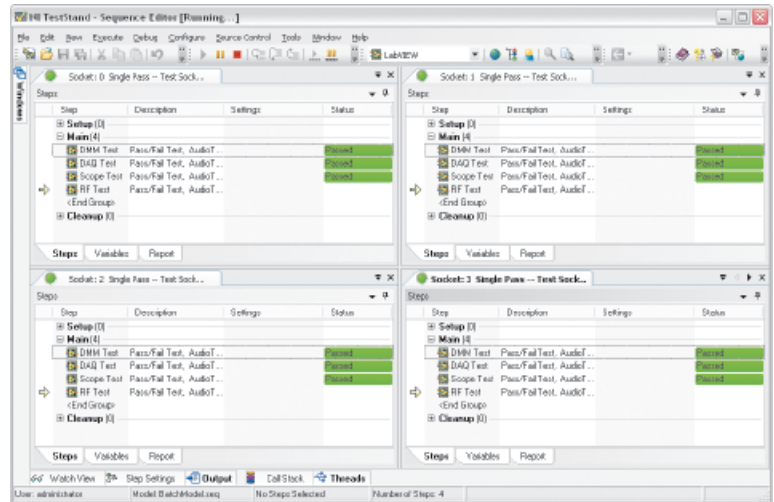 NI TestStand - Sequence Editor [Running...]
File Edit View Execute Debug Configure Source Control Tools Window Help
LabVIEW
Windows
Socket: 0 Single Pass -- Test Sock...
Steps
Step Description Settings Status
Setup (0)
Main (4)
DMM Test Pass/Fail Test, AudioT... Passed
DAQ Test Pass/Fail Test, AudioT... Passed
Scope Test Pass/Fail Test, AudioT... Passed
RF Test Pass/Fail Test, AudioT...
<End Group>
Cleanup (0)
Steps Variables Report
Socket: 1 Single Pass -- Test Sock...
Steps
Step Description Settings Status
Setup (0)
Main (4)
DMM Test Pass/Fail Test, AudioT... Passed
DAQ Test Pass/Fail Test, AudioT... Passed
Scope Test Pass/Fail Test, AudioT... Passed
RF Test Pass/Fail Test, AudioT...
<End Group>
Cleanup (0)
Steps Variables Report
Socket: 2 Single Pass -- Test Sock...
Steps
Step Description Settings Status
Setup (0)
Main (4)
DMM Test Pass/Fail Test, AudioT... Passed
DAQ Test Pass/Fail Test, AudioT... Passed
Scope Test Pass/Fail Test, AudioT... Passed
RF Test Pass/Fail Test, AudioT...
<End Group>
Cleanup (0)
Steps Variables Report
Socket: 3 Single Pass -- Test Sock...
Steps
Step Description Settings Status
Setup (0)
Main (4)
DMM Test Pass/Fail Test, AudioT... Passed
DAQ Test Pass/Fail Test, AudioT... Passed
Scope Test Pass/Fail Test, AudioT... Passed
RF Test Pass/Fail Test, AudioT...
<End Group>
Cleanup (0)
Steps Variables Report
Watch View Step Settings Output Call Stack Threads
User: administrator Model: BatchModel.seq No Steps Selected Number of Steps: 4